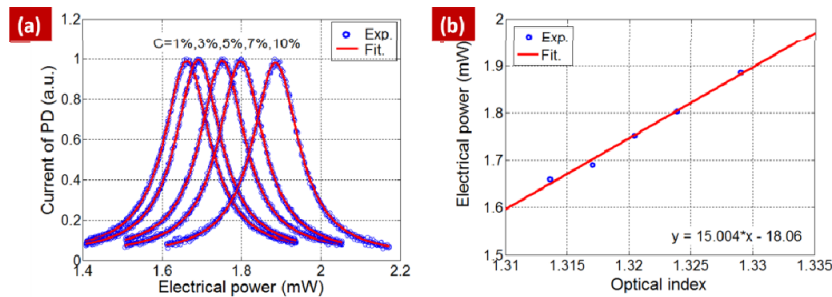 (a)
C=1%,3%,5%, 7%, 10%
Exp.
Fit.
1.2
1
0.8
0.6
0.4
0.2
0
1.4
1.6
1.8
2
2.2
Current of PD (a.u.)
Electrical power (mW)
(b)
Exp.
Fit.
2
1.9
1.8
1.7
1.6
1.5
1.31
1.315
1.32
1.325
1.33
1.335
y = 15.004*x - 18.06
Electrical power (mW)
Optical index